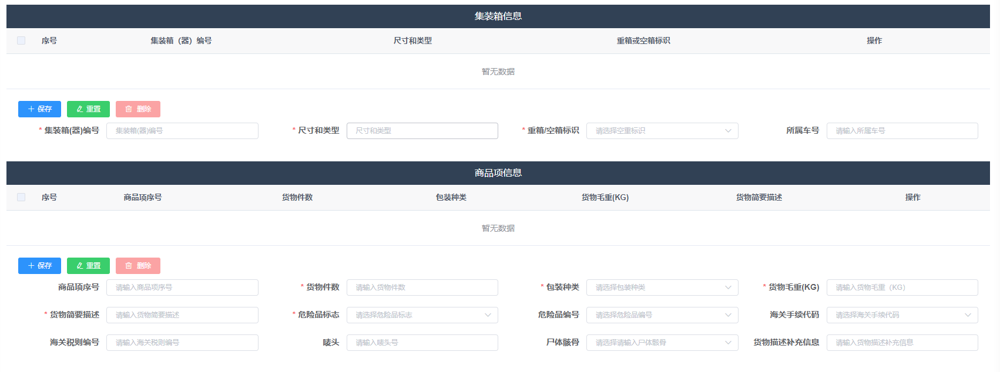 集装箱信息
序号 集装箱（器）编号 尺寸和类型 重箱或空箱标识 操作
暂无数据
保存 重置 删除
* 集装箱(器)编号 集装箱(器)编号 * 尺寸和类型 尺寸和类型 * 重箱/空箱标识 请选择空重标识 所属车号 请输入所属车号
商品项信息
序号 商品项序号 货物件数 包装种类 货物毛重(KG) 货物简要描述 操作
暂无数据
保存 重置 删除
商品项序号 请输入商品项序号 * 货物件数 请输入货物件数 * 包装种类 请选择包装种类 * 货物毛重(KG) 请输入货物毛重（KG）
* 货物简要描述 请输入货物简要描述 * 危险品标志 请选择危险品标志 危险品编号 请选择危险品编号 海关手续代码 请选择海关手续代码
海关税则编号 请输入海关税则编号 唛头 请输入唛头号 尸体骸骨 请选择请输入尸体骸骨 货物描述补充信息 请输入货物描述补充信息